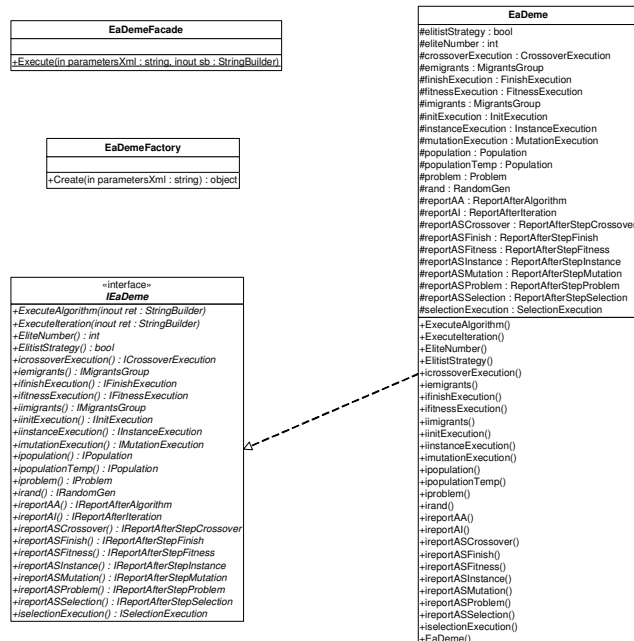 EaDemeFacade
+Execute(in parametersXml : string, inout sb : StringBuilder)
EaDemeFactory
+Create(in parametersXml : string) : object
«interface»
IEaDeme
+ExecuteAlgorithm(inout ret : StringBuilder)
+ExecuteIteration(inout ret : StringBuilder)
+EliteNumber() : int
+ElitistStrategy() : bool
+icrossoverExecution() : ICrossoverExecution
+iemigrants() : IMigrantsGroup
+ifinishExecution() : IFinishExecution
+ifitnessExecution() : IFitnessExecution
+iimigrants() : IMigrantsGroup
+iinitExecution() : IInitExecution
+iinstanceExecution() : IInstanceExecution
+imutationExecution() : IMutationExecution
+ipopulation() : IPopulation
+ipopulationTemp() : IPopulation
+iproblem() : IProblem
+irand() : IRandomGen
+ireportAA() : IReportAfterAlgorithm
+ireportAI() : IReportAfterIteration
+ireportASCrossover() : IReportAfterStepCrossover
+ireportASFinish() : IReportAfterStepFinish
+ireportASFitness() : IReportAfterStepFitness
+ireportASInstance() : IReportAfterStepInstance
+ireportASMutation() : IReportAfterStepMutation
+ireportASProblem() : IReportAfterStepProblem
+ireportASSelection() : IReportAfterStepSelection
+iselectionExecution() : ISelectionExecution
EaDeme
#elitistStrategy : bool
#eliteNumber : int
#crossoverExecution : CrossoverExecution
#emigrants : MigrantsGroup
#finishExecution : FinishExecution
#fitnessExecution : FitnessExecution
#imigrants : MigrantsGroup
#initExecution : InitExecution
#instanceExecution : InstanceExecution
#mutationExecution : MutationExecution
#population : Population
#populationTemp : Population
#problem : Problem
#rand : RandomGen
#reportAA : ReportAfterAlgorithm
#reportAI : ReportAfterIteration
#reportASCrossover : ReportAfterStepCrossover
#reportASFinish : ReportAfterStepFinish
#reportASFitness : ReportAfterStepFitness
#reportASInstance : ReportAfterStepInstance
#reportASMutation : ReportAfterStepMutation
#reportASProblem : ReportAfterStepProblem
#reportASSelection : ReportAfterStepSelection
#selectionExecution : SelectionExecution
+ExecuteAlgorithm()
+ExecuteIteration()
+EliteNumber()
+ElitistStrategy()
+icrossoverExecution()
+iemigrants()
+ifinishExecution()
+ifitnessExecution()
+iimigrants()
+iinitExecution()
+iinstanceExecution()
+imutationExecution()
+ipopulation()
+ipopulationTemp()
+iproblem()
+irand()
+ireportAA()
+ireportAI()
+ireportASCrossover()
+ireportASFinish()
+ireportASFitness()
+ireportASInstance()
+ireportASMutation()
+ireportASProblem()
+ireportASSelection()
+iselectionExecution()
+EaDeme()